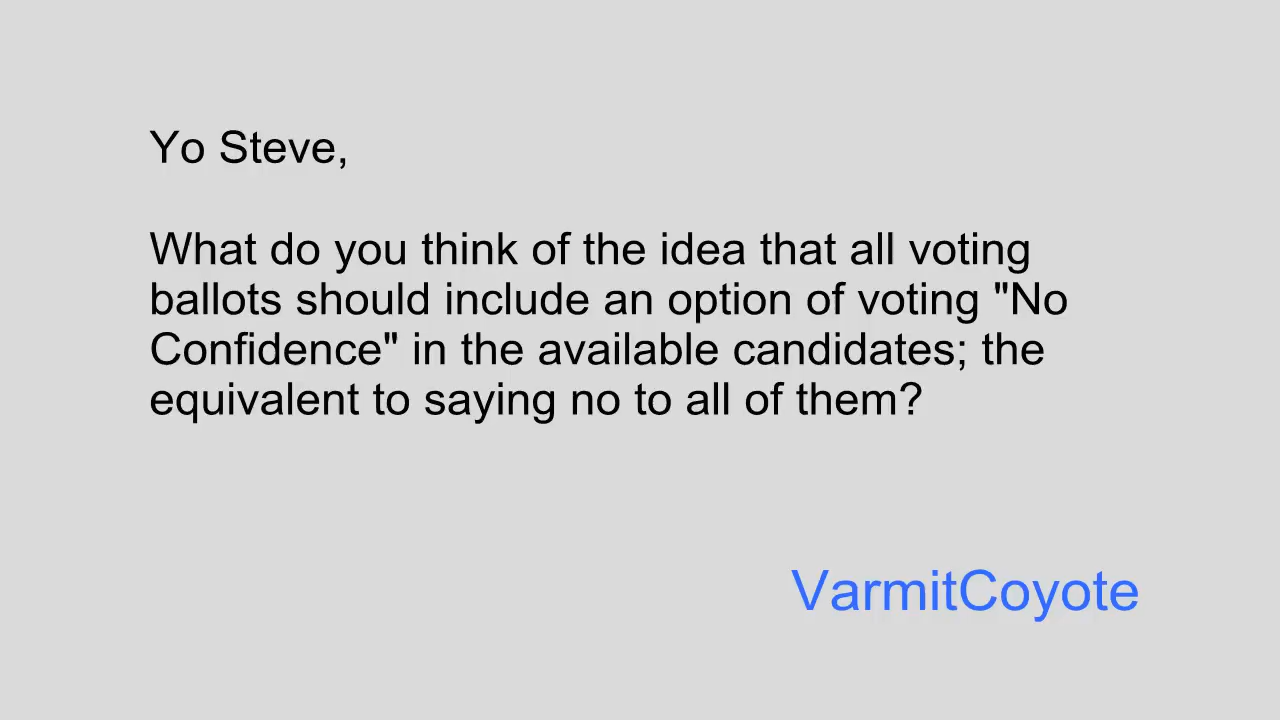 Yo Steve,
What do you think of the idea that all voting
ballots should include an option of voting "No
Confidence" in the available candidates; the
equivalent to saying no to all of them?
VarmitCoyote